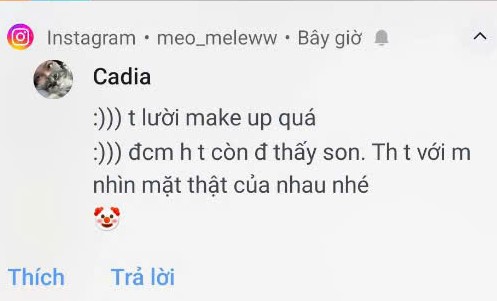 Instagram • meo_meleww • Bây giờ
Cadia
:))) t lười make up quá
:))) đcm h t còn đ thấy son. Th t với m
nhìn mặt thật của nhau nhé
🤡
Thích Trả lời